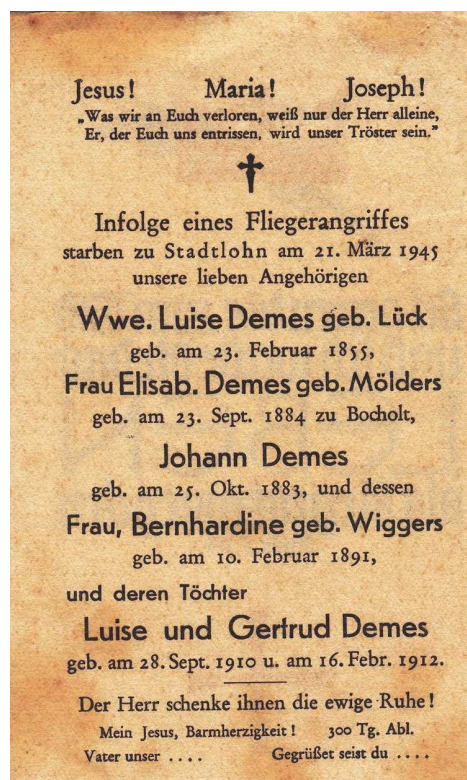 Jesus! Maria! Joseph!
„Was wir an Euch verloren, weiß nur der Herr alleine,
Er, der Euch uns entrissen, wird unser Tröster sein."
Infolge eines Fliegerangriffes
starben zu Stadtlohn am 21. März 1945
unsere lieben Angehörigen
Wwe. Luise Demes geb. Lück
geb. am 23. Februar 1855,
Frau Elisab. Demes geb. Mölders
geb. am 23. Sept. 1884 zu Bocholt,
Johann Demes
geb. am 25. Okt. 1883, und dessen
Frau, Bernhardine geb. Wiggers
geb. am 10. Februar 1891,
und deren Töchter
Luise und Gertrud Demes
geb. am 28. Sept. 1910 u. am 16. Febr. 1912.
Der Herr schenke ihnen die ewige Ruhe!
Mein Jesus, Barmherzigkeit! 300 Tg. Abl.
Vater unser .... Gegrüßet seist du ....